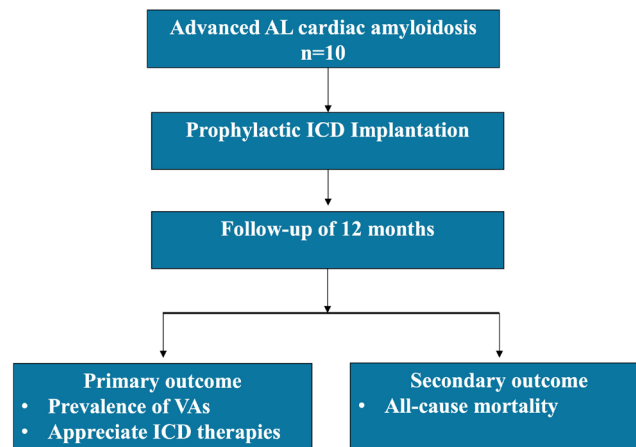 Advanced AL cardiac amyloidosis
n=10
Prophylactic ICD Implantation
Follow-up of 12 months
Primary outcome
• Prevalence of VAs
• Appreciate ICD therapies
Secondary outcome
• All-cause mortality